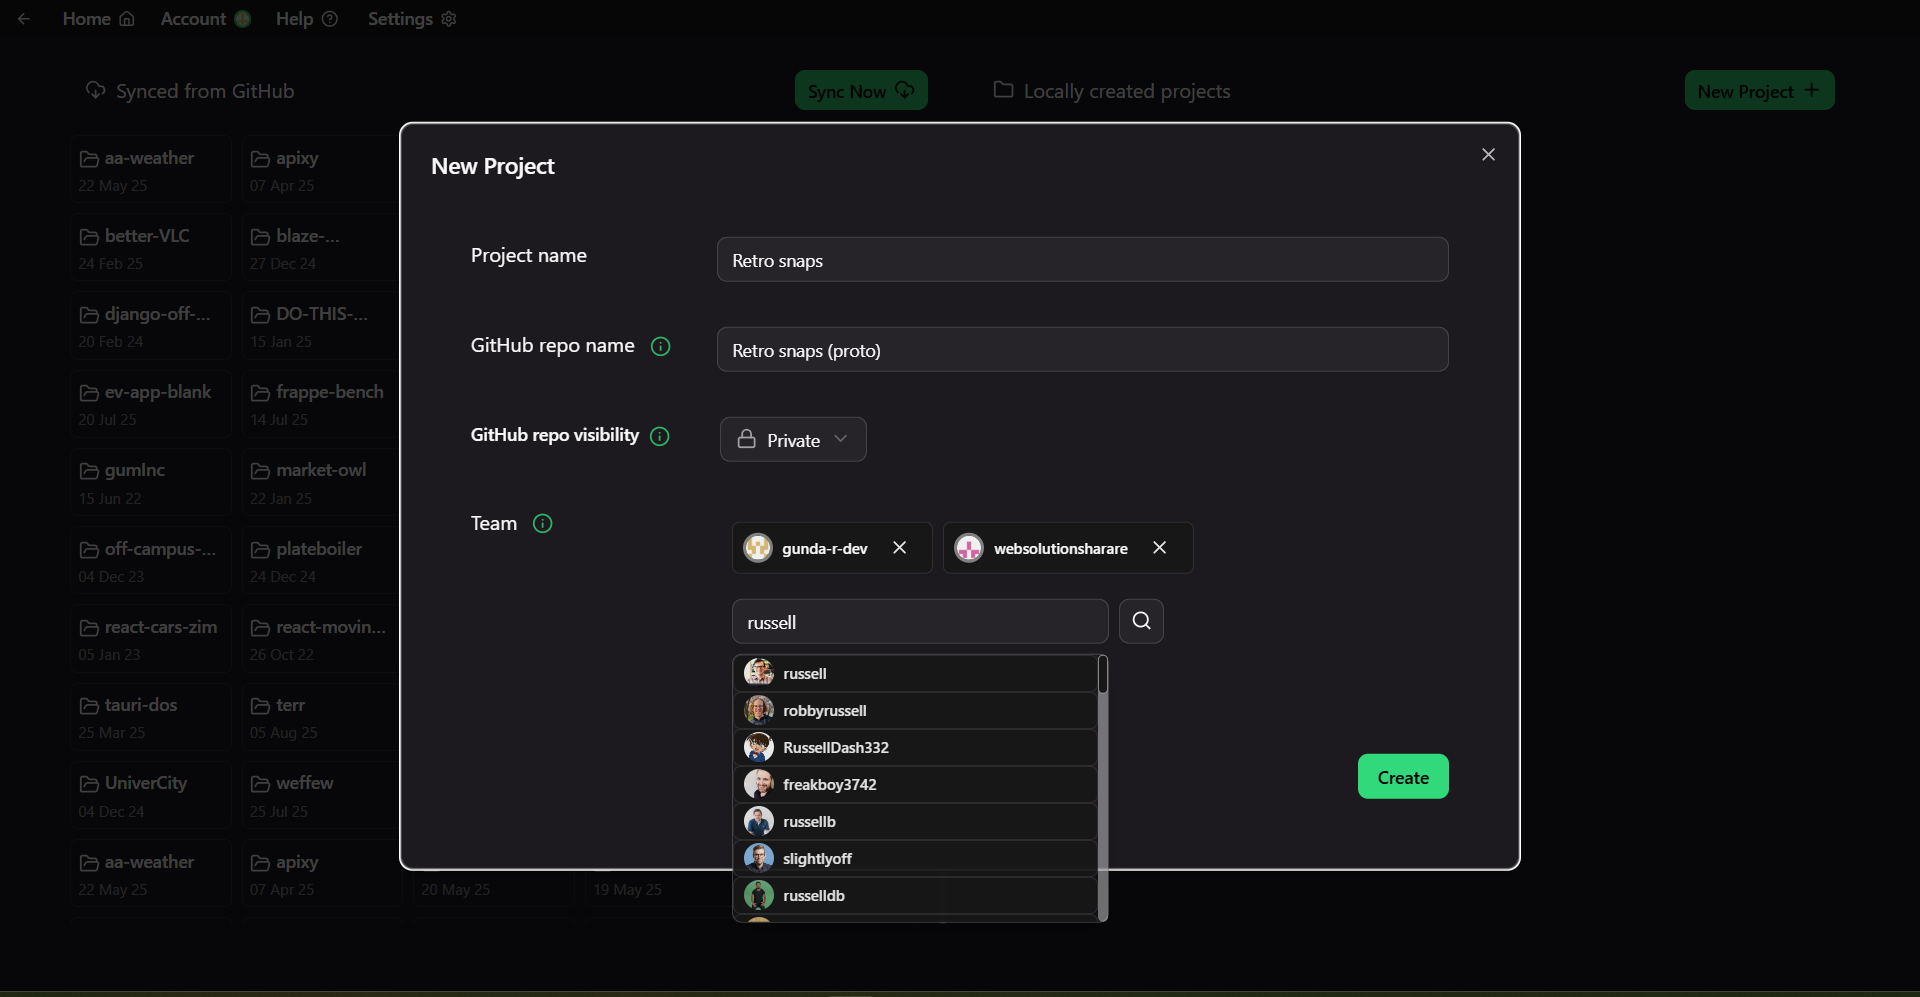 Home
Account
Help
Settings
Synced from GitHub
Sync Now
Locally created projects
New Project
aa-weather
22 May 25
apixy
07 Apr 25
better-VLC
24 Feb 25
blaze-...
27 Dec 24
django-off-...
20 Feb 24
DO-THIS-...
15 Jan 25
ev-app-blank
20 Jul 25
frappe-bench
14 Jul 25
gumInc
15 Jun 22
market-owl
22 Jan 25
off-campus-...
04 Dec 23
plateboiler
24 Dec 24
react-cars-zim
05 Jan 23
react-movin...
26 Oct 22
tauri-dos
25 Mar 25
terr
05 Aug 25
UniverCity
04 Dec 24
weffew
25 Jul 25
aa-weather
22 May 25
apixy
07 Apr 25
20 May 25
19 May 25
New Project
Project name
Retro snaps
GitHub repo name
Retro snaps (proto)
GitHub repo visibility
Private
Team
gunda-r-dev
websolutionsharare
russell
russell
robbyrussell
RussellDash332
freakboy3742
russellb
slightlyoff
russelldb
Create